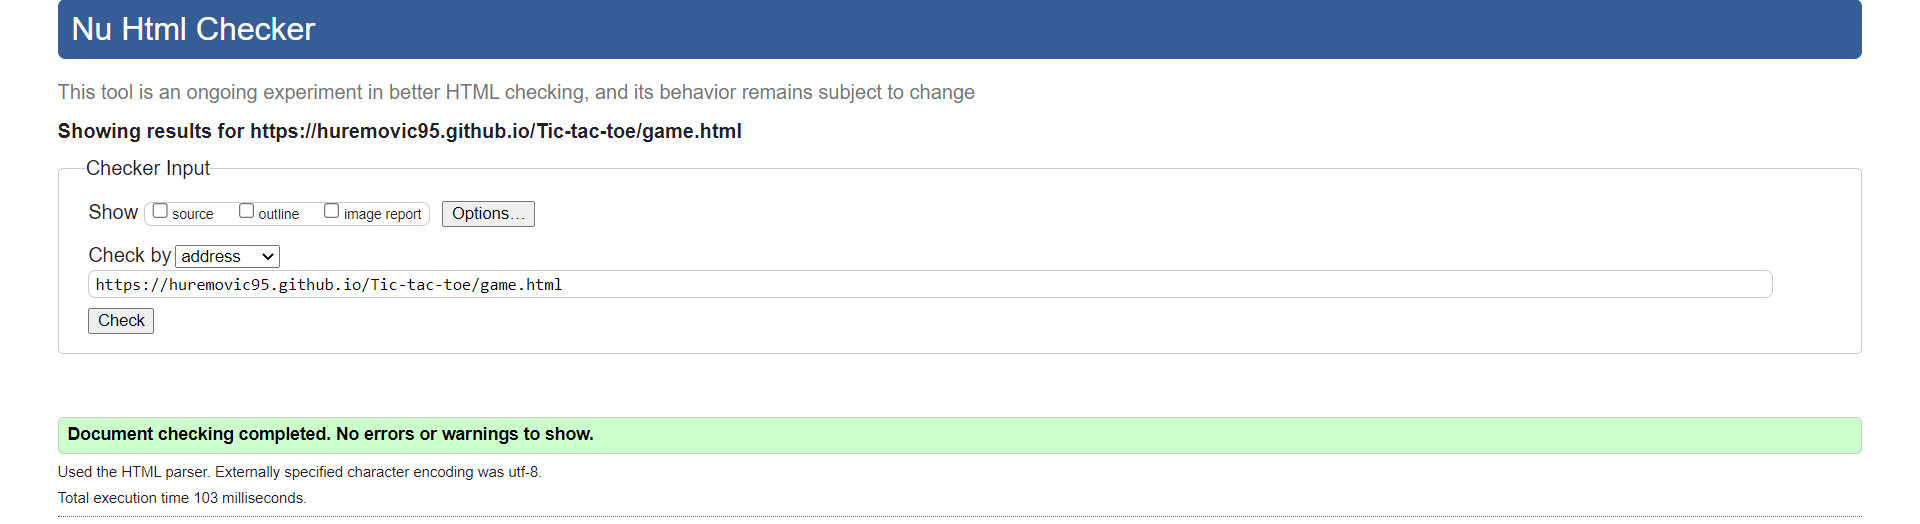 Nu Html Checker
This tool is an ongoing experiment in better HTML checking, and its behavior remains subject to change
Showing results for https://huremovic95.github.io/Tic-tac-toe/game.html
Checker Input
Show source outline image report Options...
Check by address
https://huremovic95.github.io/Tic-tac-toe/game.html
Check
Document checking completed. No errors or warnings to show.
Used the HTML parser. Externally specified character encoding was utf-8.
Total execution time 103 milliseconds.